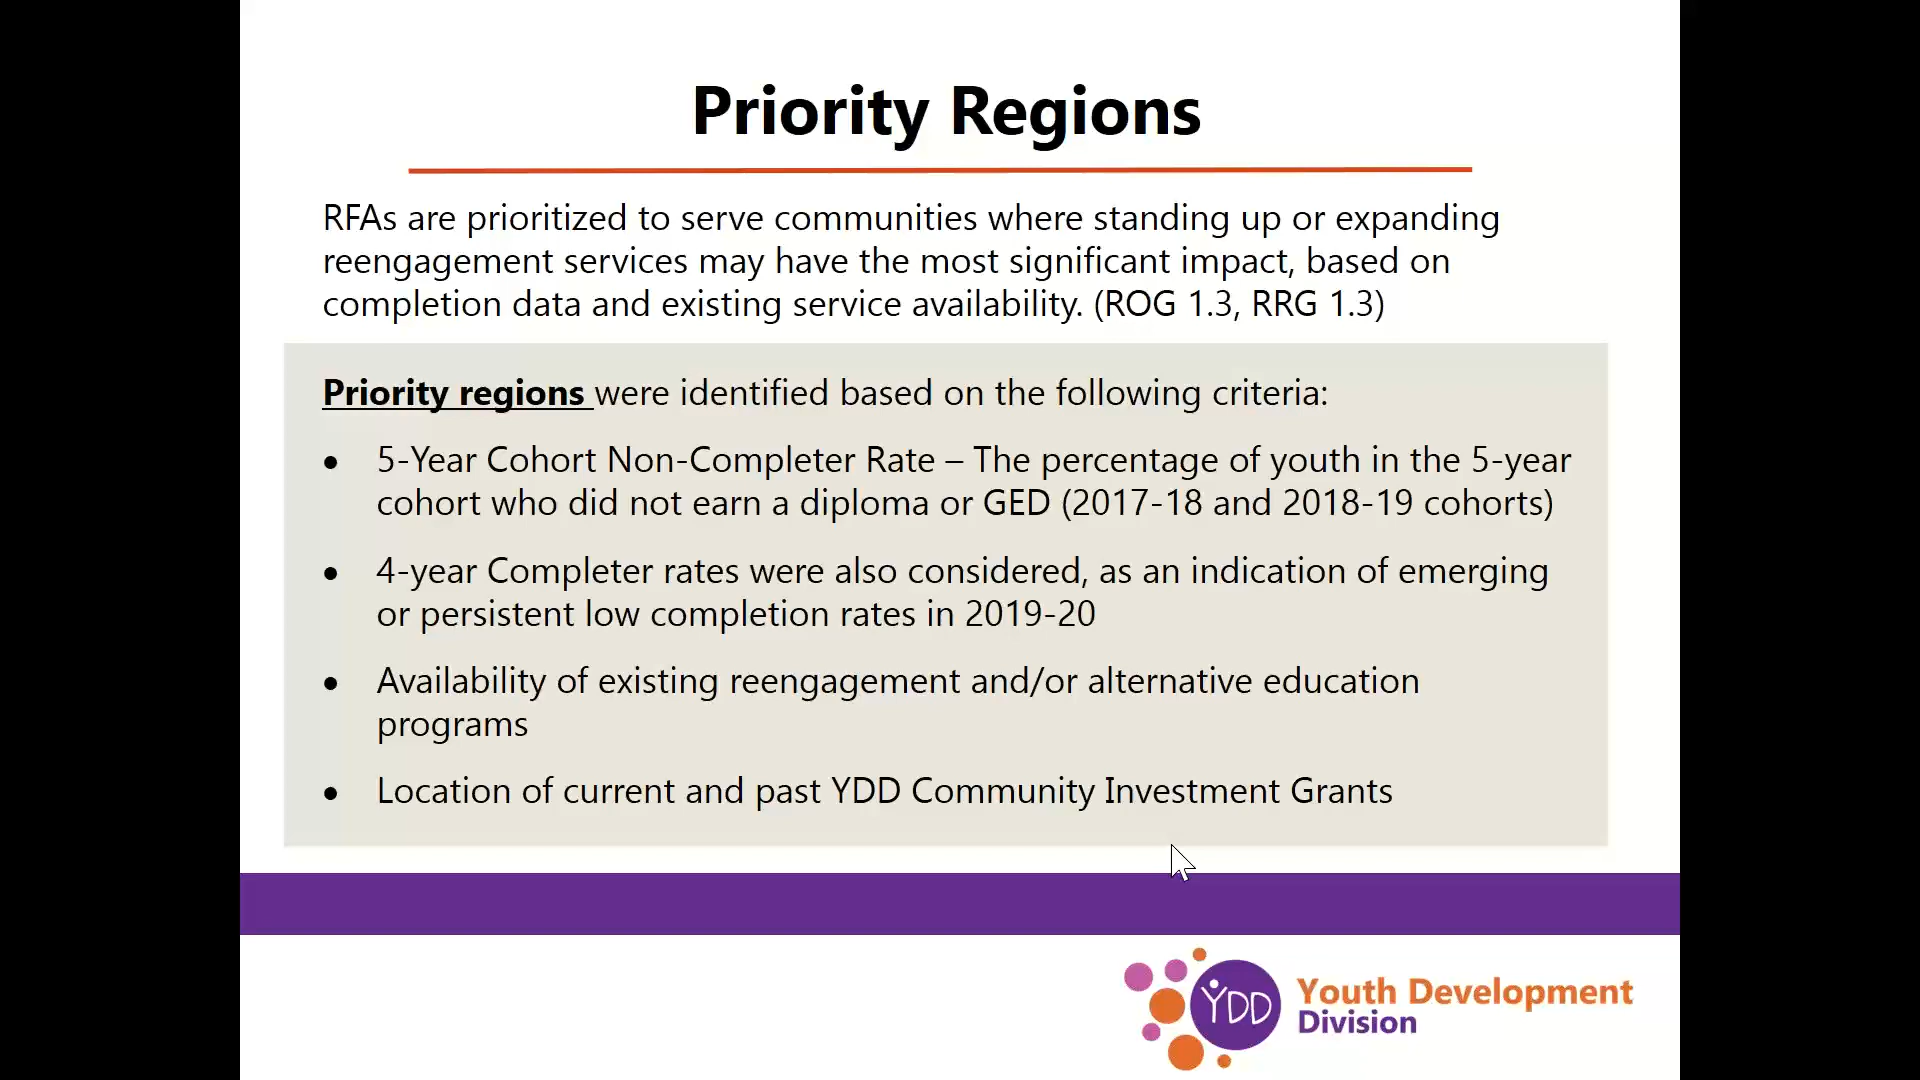 Priority Regions
RFAs are prioritized to serve communities where standing up or expanding
reengagement services may have the most significant impact, based on
completion data and existing service availability. (ROG 1.3, RRG 1.3)
Priority regions were identified based on the following criteria:
● 5-Year Cohort Non-Completer Rate – The percentage of youth in the 5-year
cohort who did not earn a diploma or GED (2017-18 and 2018-19 cohorts)
● 4-year Completer rates were also considered, as an indication of emerging
or persistent low completion rates in 2019-20
● Availability of existing reengagement and/or alternative education
programs
● Location of current and past YDD Community Investment Grants
YDD
Youth Development
Division